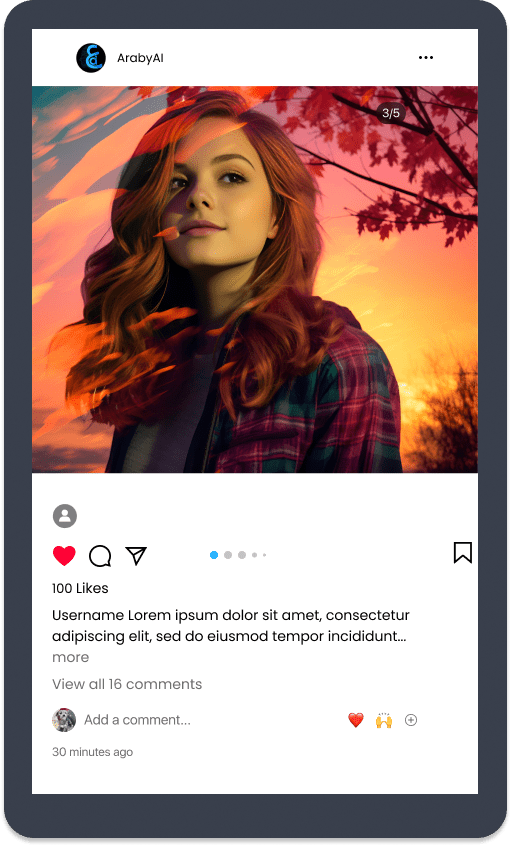 ArabyAI
3/5
100 Likes
Username Lorem ipsum dolor sit amet, consectetur
adipiscing elit, sed do eiusmod tempor incididunt...
more
View all 16 comments
Add a comment...
30 minutes ago